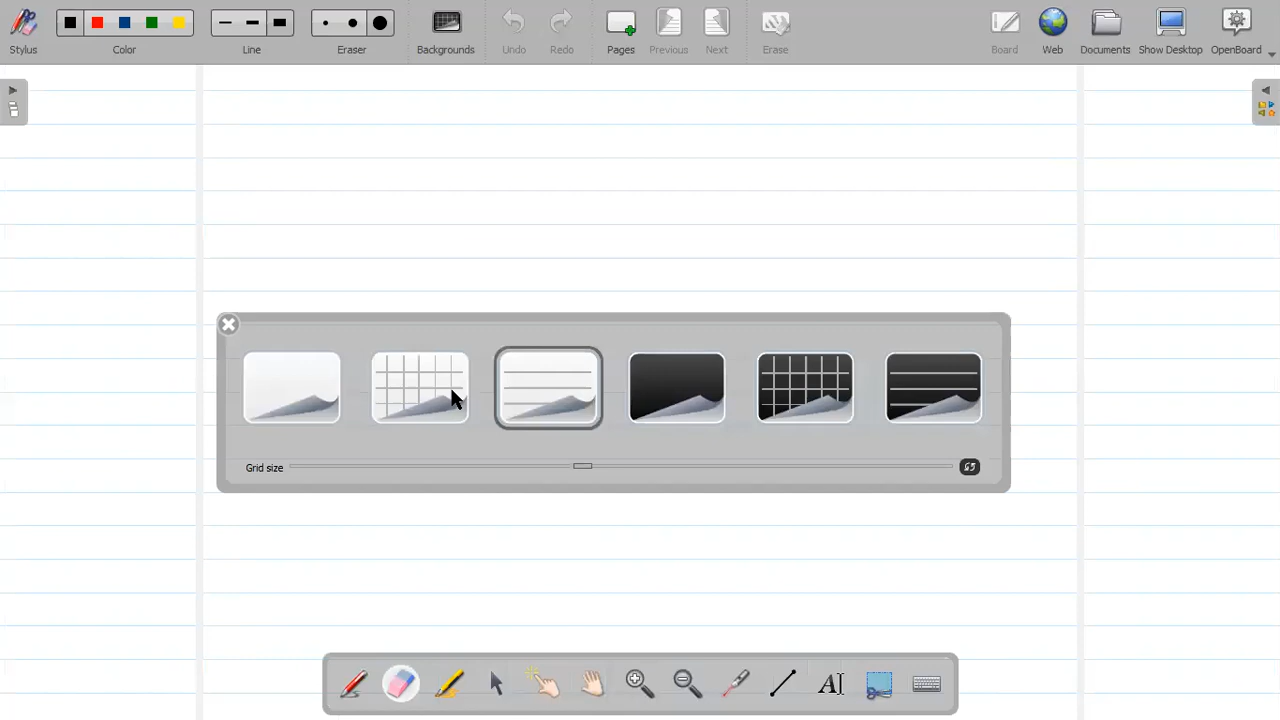 Stylus Color Line Eraser Backgrounds Undo Redo Pages Previous Next Erase Board Web Documents Show Desktop OpenBoard
Grid size
AI